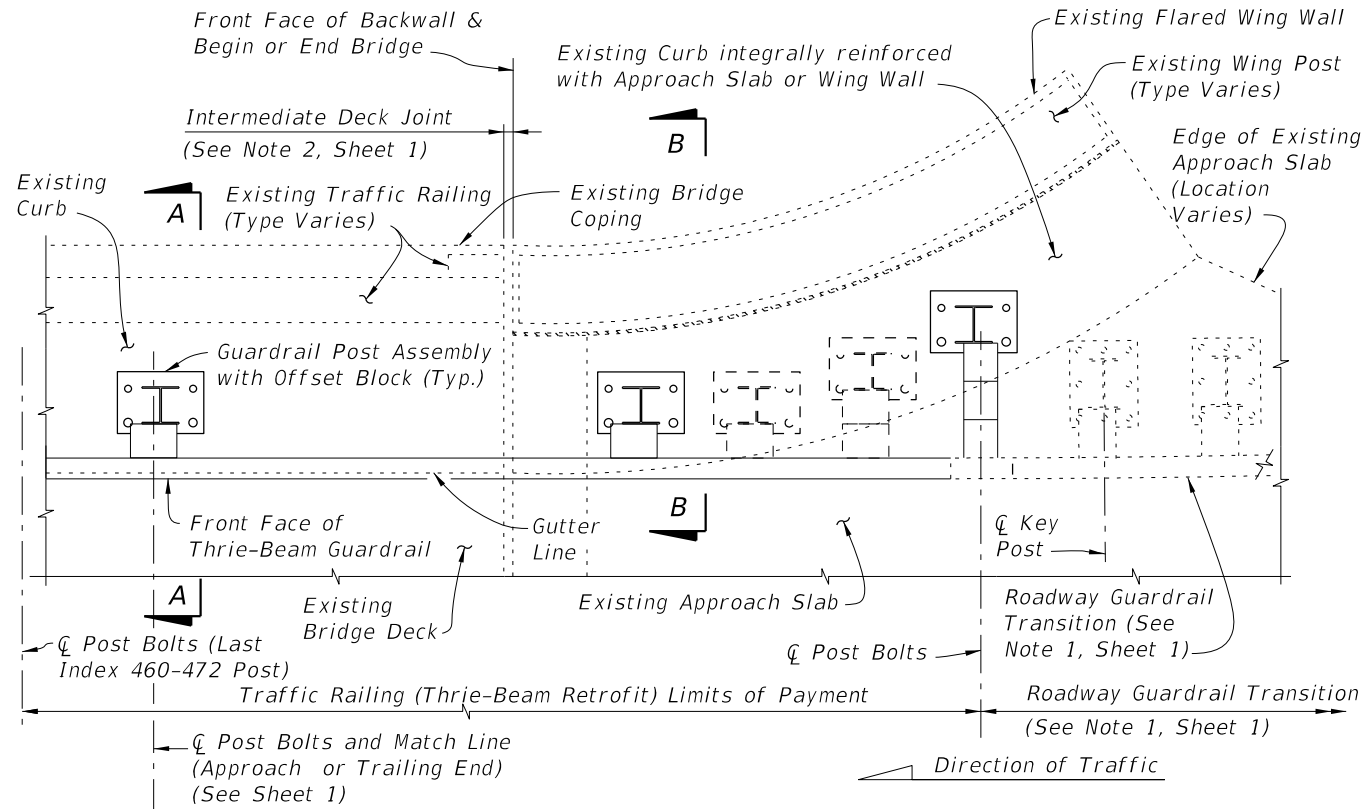 Front Face of Backwall &
Begin or End Bridge
Existing Flared Wing Wall
Existing Curb integrally reinforced
with Approach Slab or Wing Wall
Existing Wing Post
(Type Varies)
Intermediate Deck Joint
(See Note 2, Sheet 1)
B
Edge of Existing
Approach Slab
(Location
Varies)
Existing
Curb
A
Existing Traffic Railing
(Type Varies)
Existing Bridge
Coping
Guardrail Post Assembly
with Offset Block (Typ.)
Front Face of
Thrie-Beam Guardrail
Gutter
Line
B
℄ Key
Post
A
Existing
Bridge Deck
Existing Approach Slab
Roadway Guardrail
Transition (See
Note 1, Sheet 1)
℄ Post Bolts (Last
Index 460-472 Post)
℄ Post Bolts
Traffic Railing (Thrie-Beam Retrofit) Limits of Payment
Roadway Guardrail Transition
(See Note 1, Sheet 1)
℄ Post Bolts and Match Line
(Approach or Trailing End)
(See Sheet 1)
Direction of Traffic